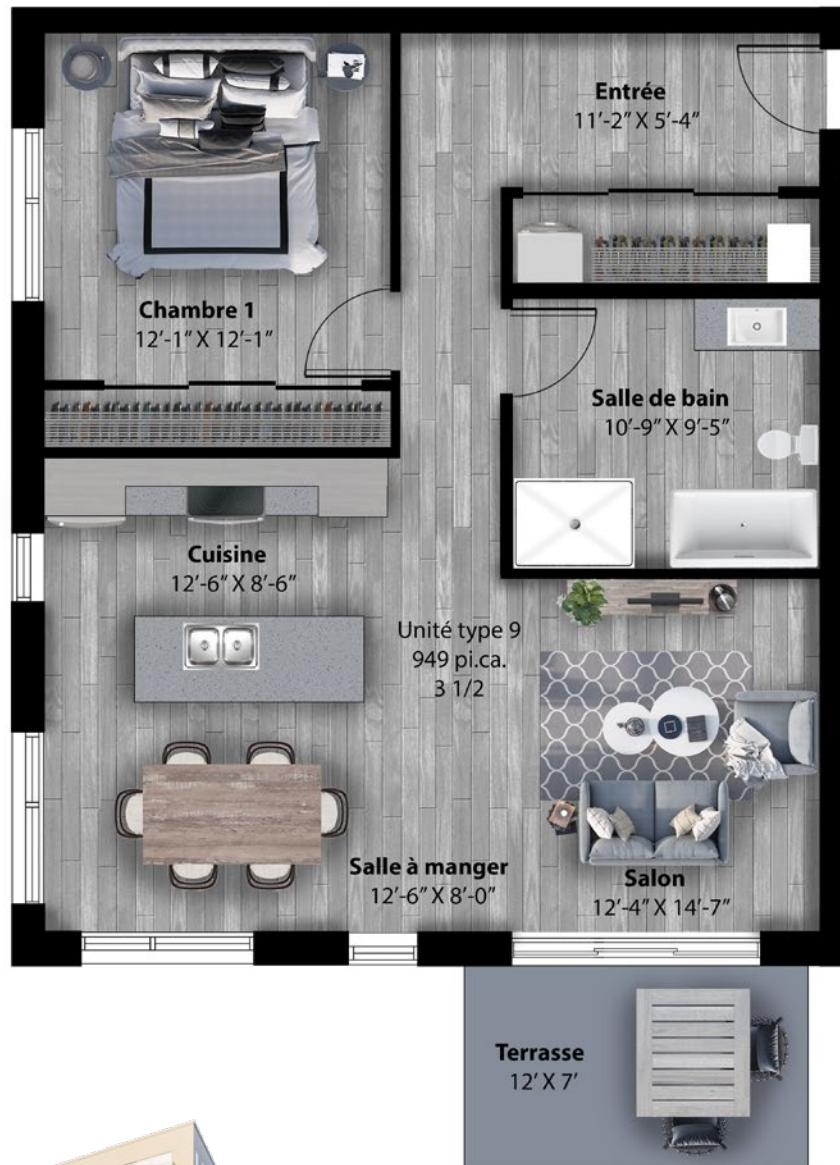 Entrée
11'-2" X 5'-4"
Chambre 1
12'-1" X 12'-1"
Salle de bain
10'-9" X 9'-5"
Cuisine
12'-6" X 8'-6"
Unité type 9
949 pi.ca.
3 1/2
Salle à manger
12'-6" X 8'-0"
Salon
12'-4" X 14'-7"
Terrasse
12' X 7'